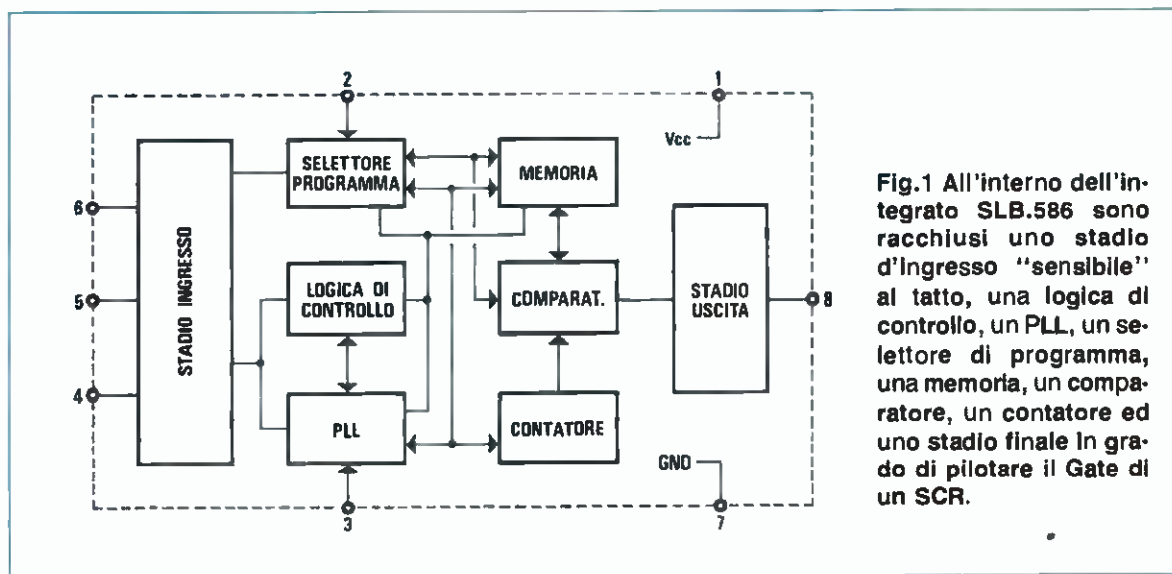 2
1
Vcc
SELETTORE
PROGRAMMA
MEMORIA
6
5
4
STADIO INGRESSO
LOGICA DI
CONTROLLO
COMPARAT.
STADIO
USCITA
8
PLL
CONTATORE
GND
3
7
Fig.1 All'interno dell'in-
tegrato SLB.586 sono
racchiusi uno stadio
d'ingresso "sensibile"
al tatto, una logica di
controllo, un PLL, un se-
lettore di programma,
una memoria, un compa-
ratore, un contatore ed
uno stadio finale in gra-
do di pilotare il Gate di
un SCR.